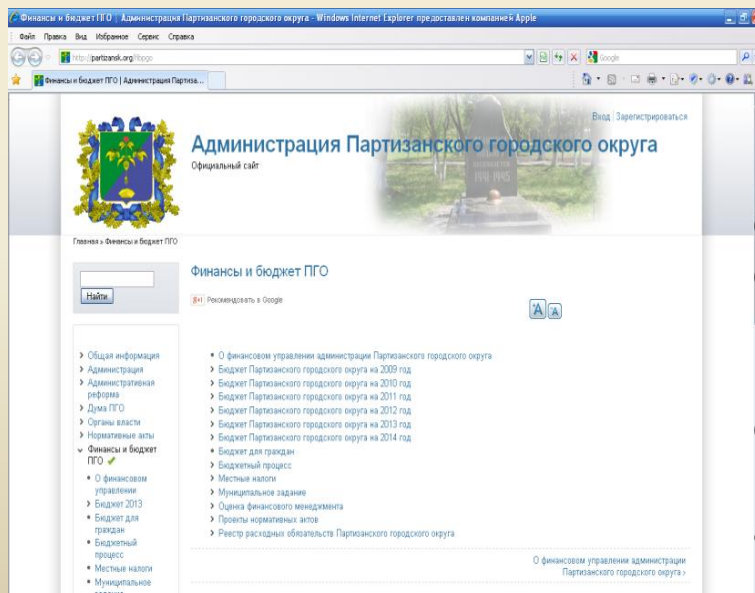 Финансы и бюджет ПГО | Администрация Партизанского городского округа - Windows Internet Explorer предоставлен компанией Apple
Файл Правка Вид Избранное Сервис Справка
http://partizansk.org/fibpgo
Google
Финансы и бюджет ПГО | Администрация Партиза...
Вход | Зарегистрироваться
Администрация Партизанского городского округа
Официальный сайт
1941-1945
Главная » Финансы и бюджет ПГО
Найти
Финансы и бюджет ПГО
g+1 Рекомендовать в Google
A A
Общая информация
Администрация
Административная
реформа
Дума ПГО
Органы власти
Нормативные акты
Финансы и бюджет
ПГО
О финансовом
управлении
Бюджет 2013
Бюджет для
граждан
Бюджетный
процесс
Местные налоги
Муниципальное
О финансовом управлении администрации Партизанского городского округа
Бюджет Партизанского городского округа на 2009 год
Бюджет Партизанского городского округа на 2010 год
Бюджет Партизанского городского округа на 2011 год
Бюджет Партизанского городского округа на 2012 год
Бюджет Партизанского городского округа на 2013 год
Бюджет Партизанского городского округа на 2014 год
Бюджет для граждан
Бюджетный процесс
Местные налоги
Муниципальное задание
Оценка финансового менеджмента
Проекты нормативных актов
Реестр расходных обязательств Партизанского городского округа
О финансовом управлении администрации
Партизанского городского округа ›